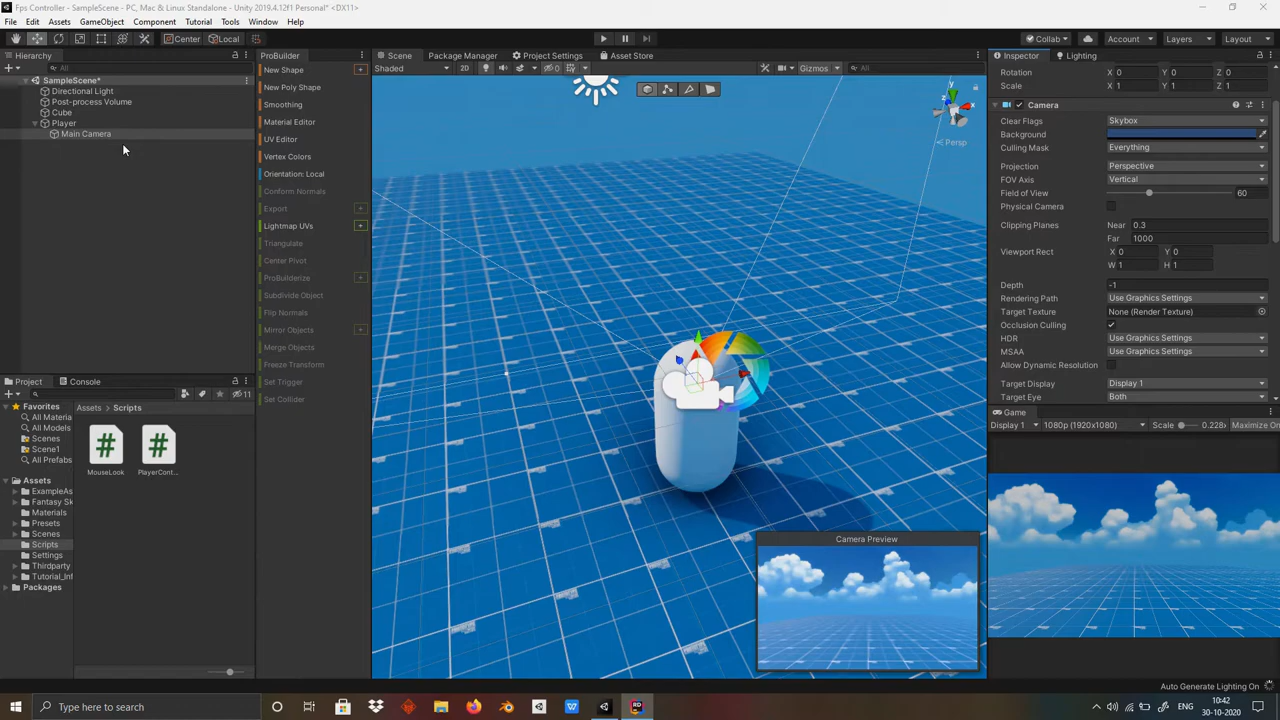 Fps Controller - SampleScene - PC, Mac & Linux Standalone - Unity 2019.4.12f1 Personal* <DX11>
File Edit Assets GameObject Component Tutorial Tools Window Help
Center Local Collab Account Layers Layout
Hierarchy
All
SampleScene*
Directional Light
Post-process Volume
Cube
Player
Main Camera
ProBuilder
New Shape
New Poly Shape
Smoothing
Material Editor
UV Editor
Vertex Colors
Orientation: Local
Conform Normals
Export
Lightmap UVs
Triangulate
Center Pivot
ProBuilderize
Subdivide Object
Flip Normals
Mirror Objects
Merge Objects
Freeze Transform
Set Trigger
Set Collider
Scene Package Manager Project Settings Asset Store
Shaded 2D 0 Gizmos All
y
x
z
Persp
Camera Preview
Inspector Lighting
Rotation X 0 Y 0 Z 0
Scale X 1 Y 1 Z 1
Camera
Clear Flags Skybox
Background
Culling Mask Everything
Projection Perspective
FOV Axis Vertical
Field of View 60
Physical Camera
Clipping Planes Near 0.3
Far 1000
Viewport Rect X 0 Y 0
W 1 H 1
Depth -1
Rendering Path Use Graphics Settings
Target Texture None (Render Texture)
Occlusion Culling
HDR Use Graphics Settings
MSAA Use Graphics Settings
Allow Dynamic Resolution
Target Display Display 1
Target Eye Both
Game
Display 1 1080p (1920x1080) Scale 0.228x Maximize On
Project Console
11
Favorites
All Materia
All Models
Scenes
Scene1
All Prefabs
Assets
ExampleAs
Fantasy Sk
Materials
Presets
Scenes
Scripts
Settings
Thirdparty
Tutorial_Inf
Packages
Assets > Scripts
#
MouseLook
#
PlayerCont...
Auto Generate Lighting On
Type here to search
RD
W
ENG
10:42
30-10-2020